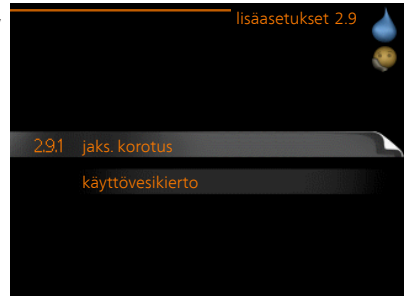 lisäasetukset 2.9
2.9.1 jaks. korotus
käyttövesikierto